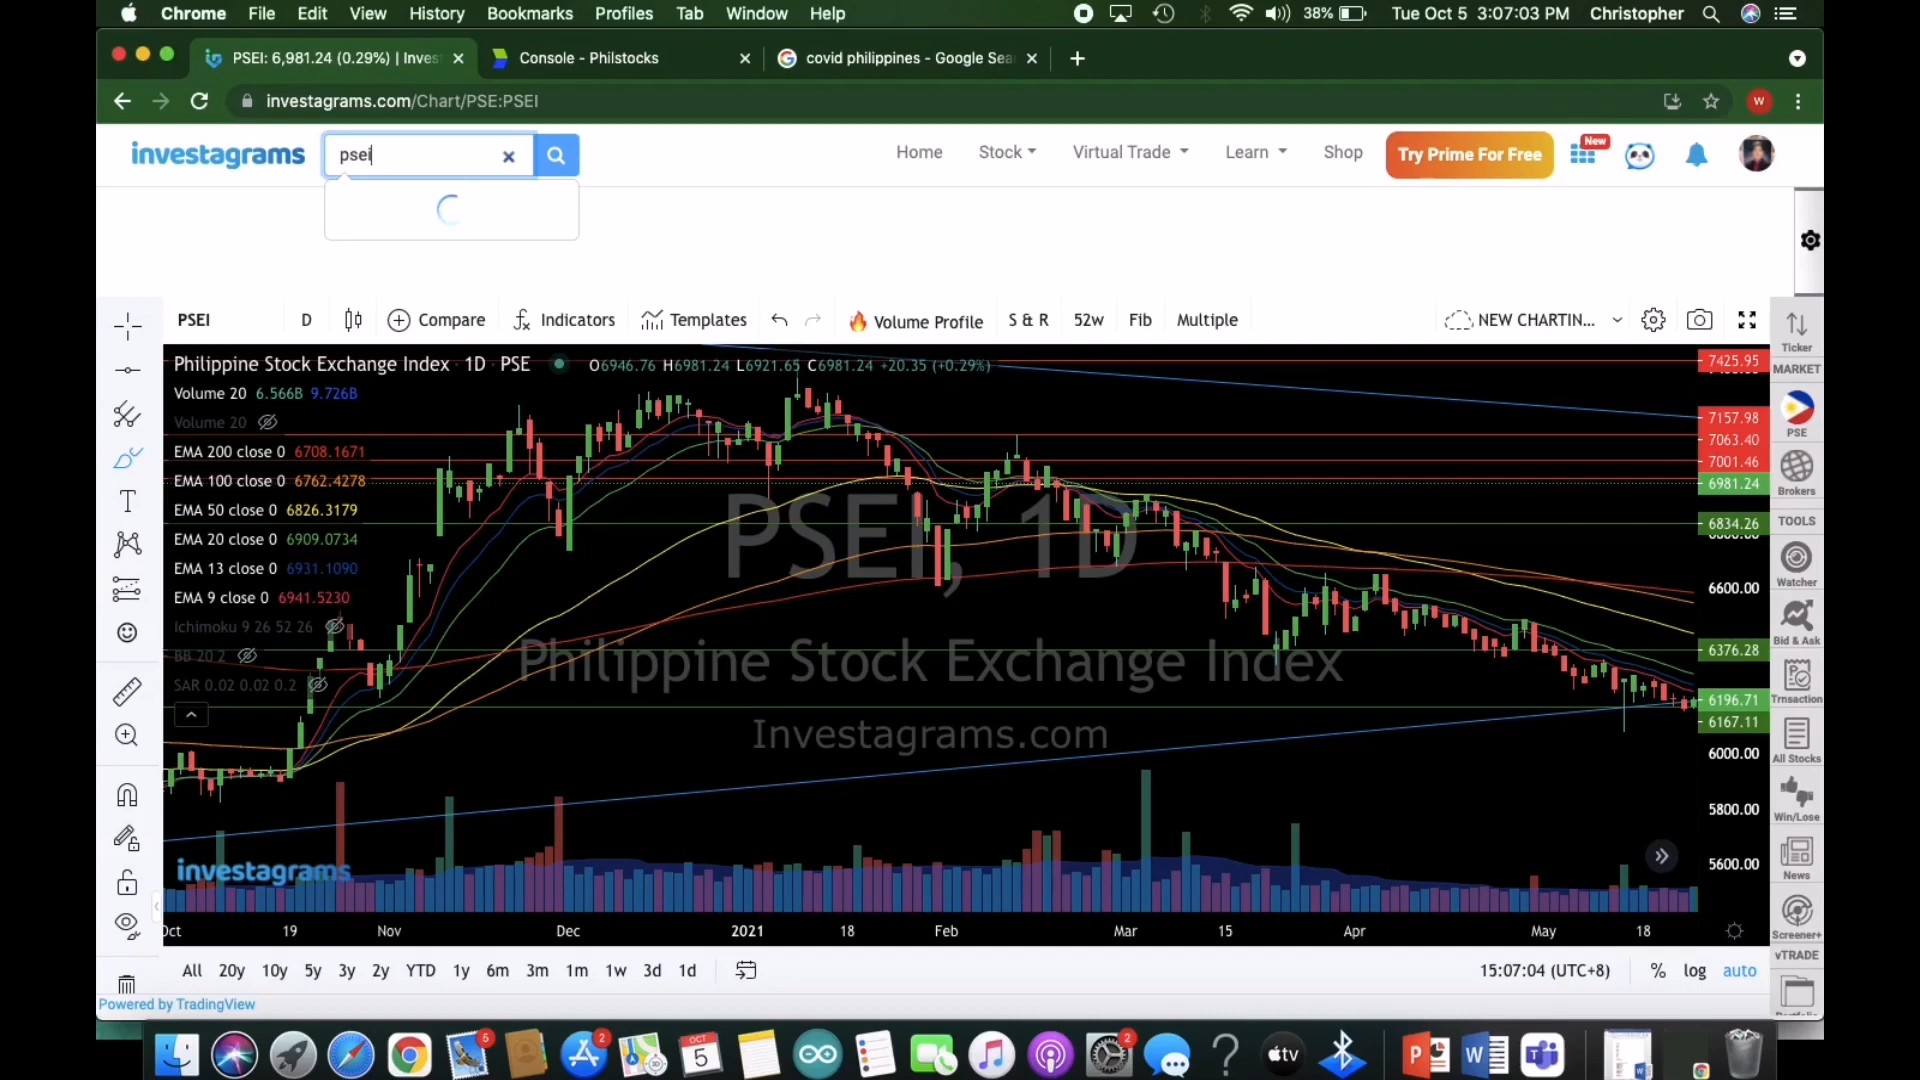 Chrome File Edit View History Bookmarks Profiles Tab Window Help 38% Tue Oct 5 3:07:03 PM Christopher
PSEI: 6,981.24 (0.29%) | Inves
Console - Philstocks
covid philippines - Google Sea
investagrams.com/Chart/PSE:PSEI
W
investagrams
psei
Home Stock Virtual Trade Learn Shop Try Prime For Free New
PSEI D Compare Indicators Templates Volume Profile S & R 52w Fib Multiple NEW CHARTIN...
Philippine Stock Exchange Index · 1D · PSE O6946.76 H6981.24 L6921.65 C6981.24 +20.35 (+0.29%)
Volume 20 6.566B 9.726B
Volume 20
EMA 200 close 0 6708.1671
EMA 100 close 0 6762.4278
EMA 50 close 0 6826.3179
EMA 20 close 0 6909.0734
EMA 13 close 0 6931.1090
EMA 9 close 0 6941.5230
Ichimoku 9 26 52 26
BB 20 2
SAR 0.02 0.02 0.2
PSEI, 1D
Philippine Stock Exchange Index
Investagrams.com
investagrams
7425.95
7157.98
7063.40
7001.46
6981.24
6834.26
6600.00
6376.28
6196.71
6167.11
6000.00
5800.00
5600.00
Oct 19 Nov Dec 2021 18 Feb Mar 15 Apr May 18
All 20y 10y 5y 3y 2y YTD 1y 6m 3m 1m 1w 3d 1d
15:07:04 (UTC+8) % log auto
Powered by TradingView
Ticker
MARKET
PSE
Brokers
TOOLS
Watcher
Bid & Ask
Trnsaction
All Stocks
Win/Lose
News
Screener+
vTRADE
5
2
OCT
5
2
tv
P
W
T